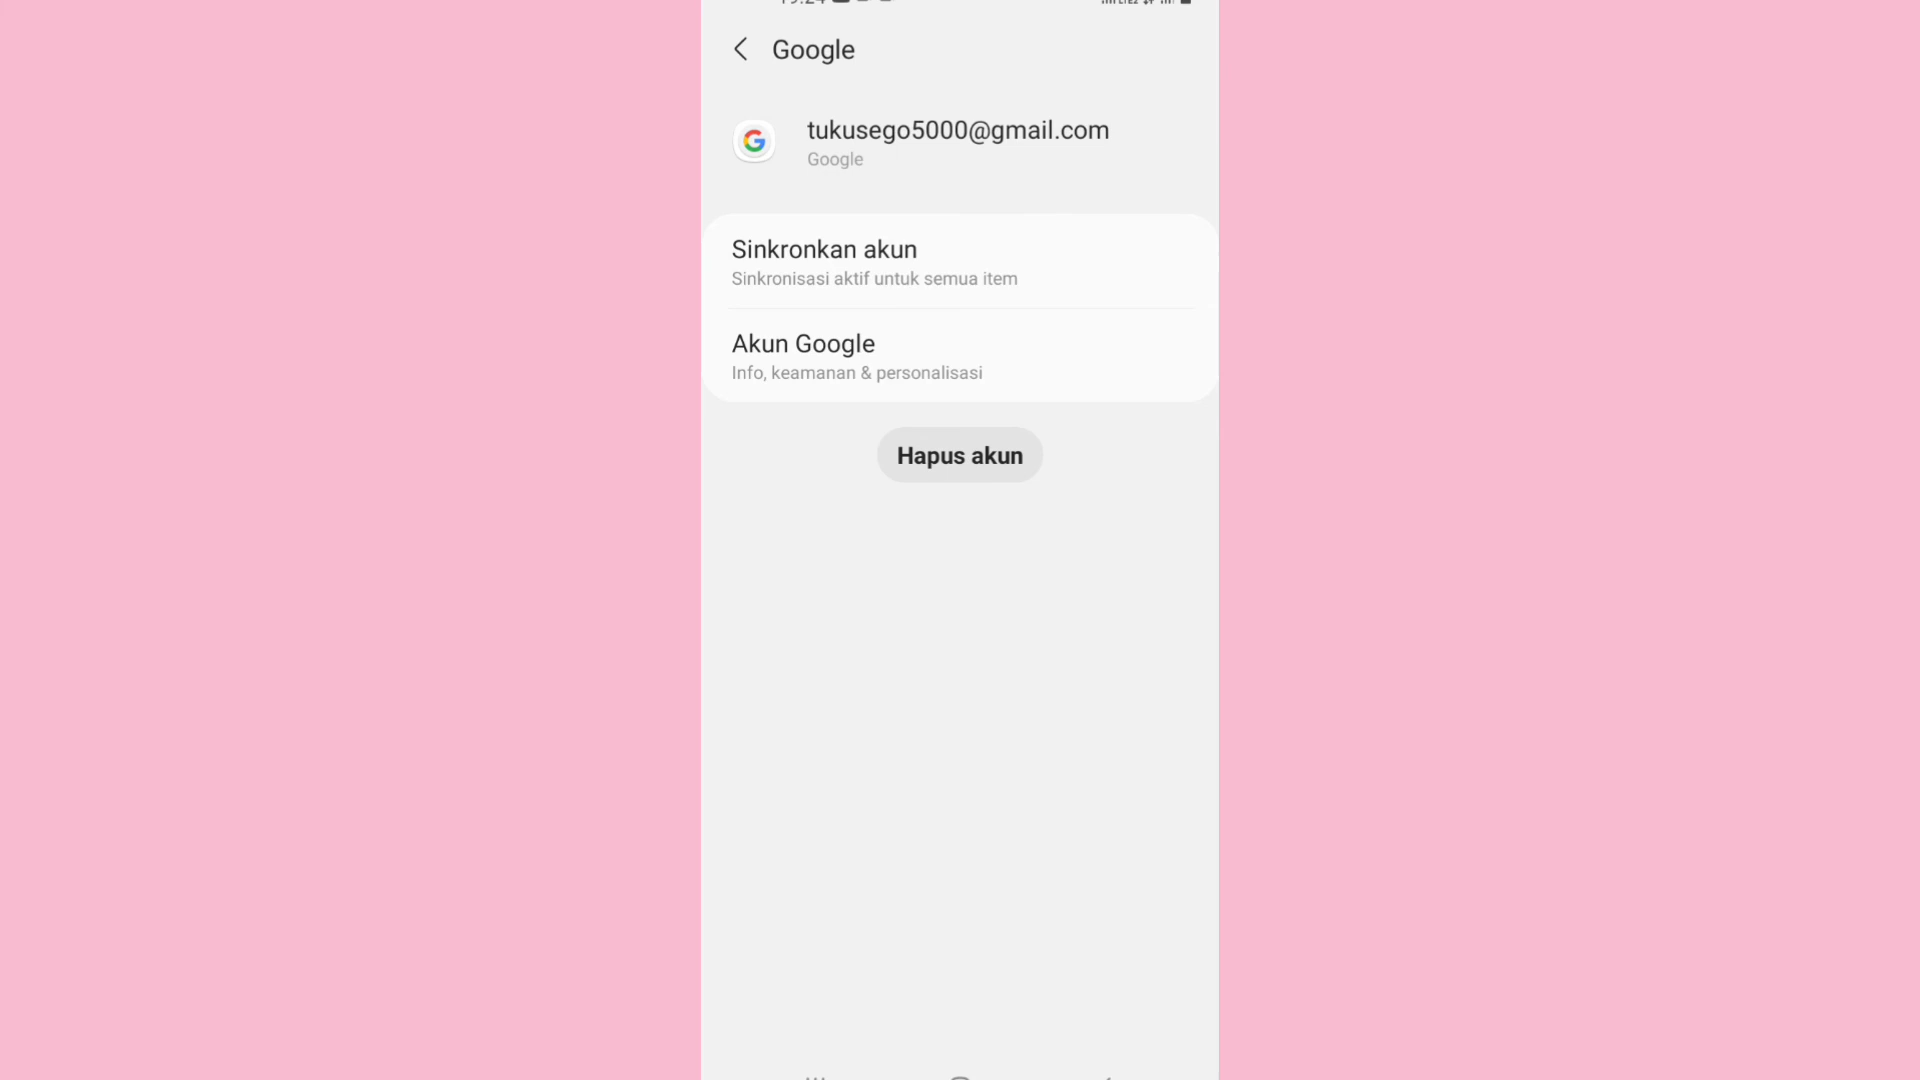 Google
tukusego5000@gmail.com
Google
Sinkronkan akun
Sinkronisasi aktif untuk semua item
Akun Google
Info, keamanan & personalisasi
Hapus akun